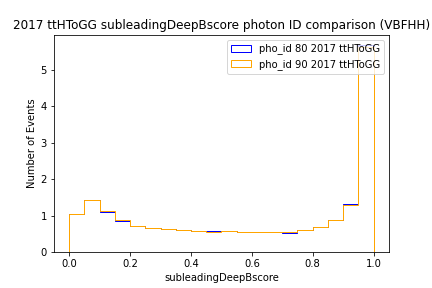 2017 ttHToGG subleadingDeepBscore photon ID comparison (VBFHH)
pho_id 80 2017 ttHToGG
pho_id 90 2017 ttHToGG
Number of Events
5
4
3
2
1
0
0.0 0.2 0.4 0.6 0.8 1.0
subleadingDeepBscore